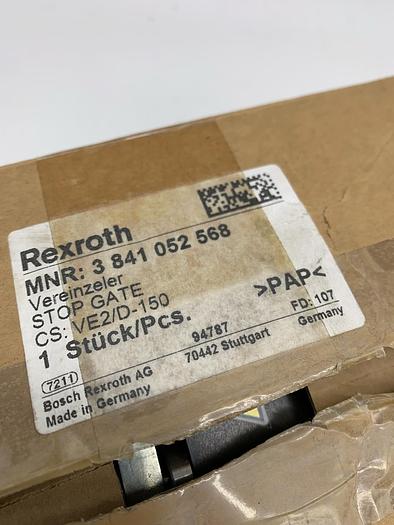 Rexroth
MNR: 3 841 052 568
Vereinzeler
STOP GATE
CS: VE2/D-150
1 Stück/Pcs.
>PAP<
94787
FD: 107
7211
Bosch Rexroth AG
70442 Stuttgart
Germany
Made in Germany